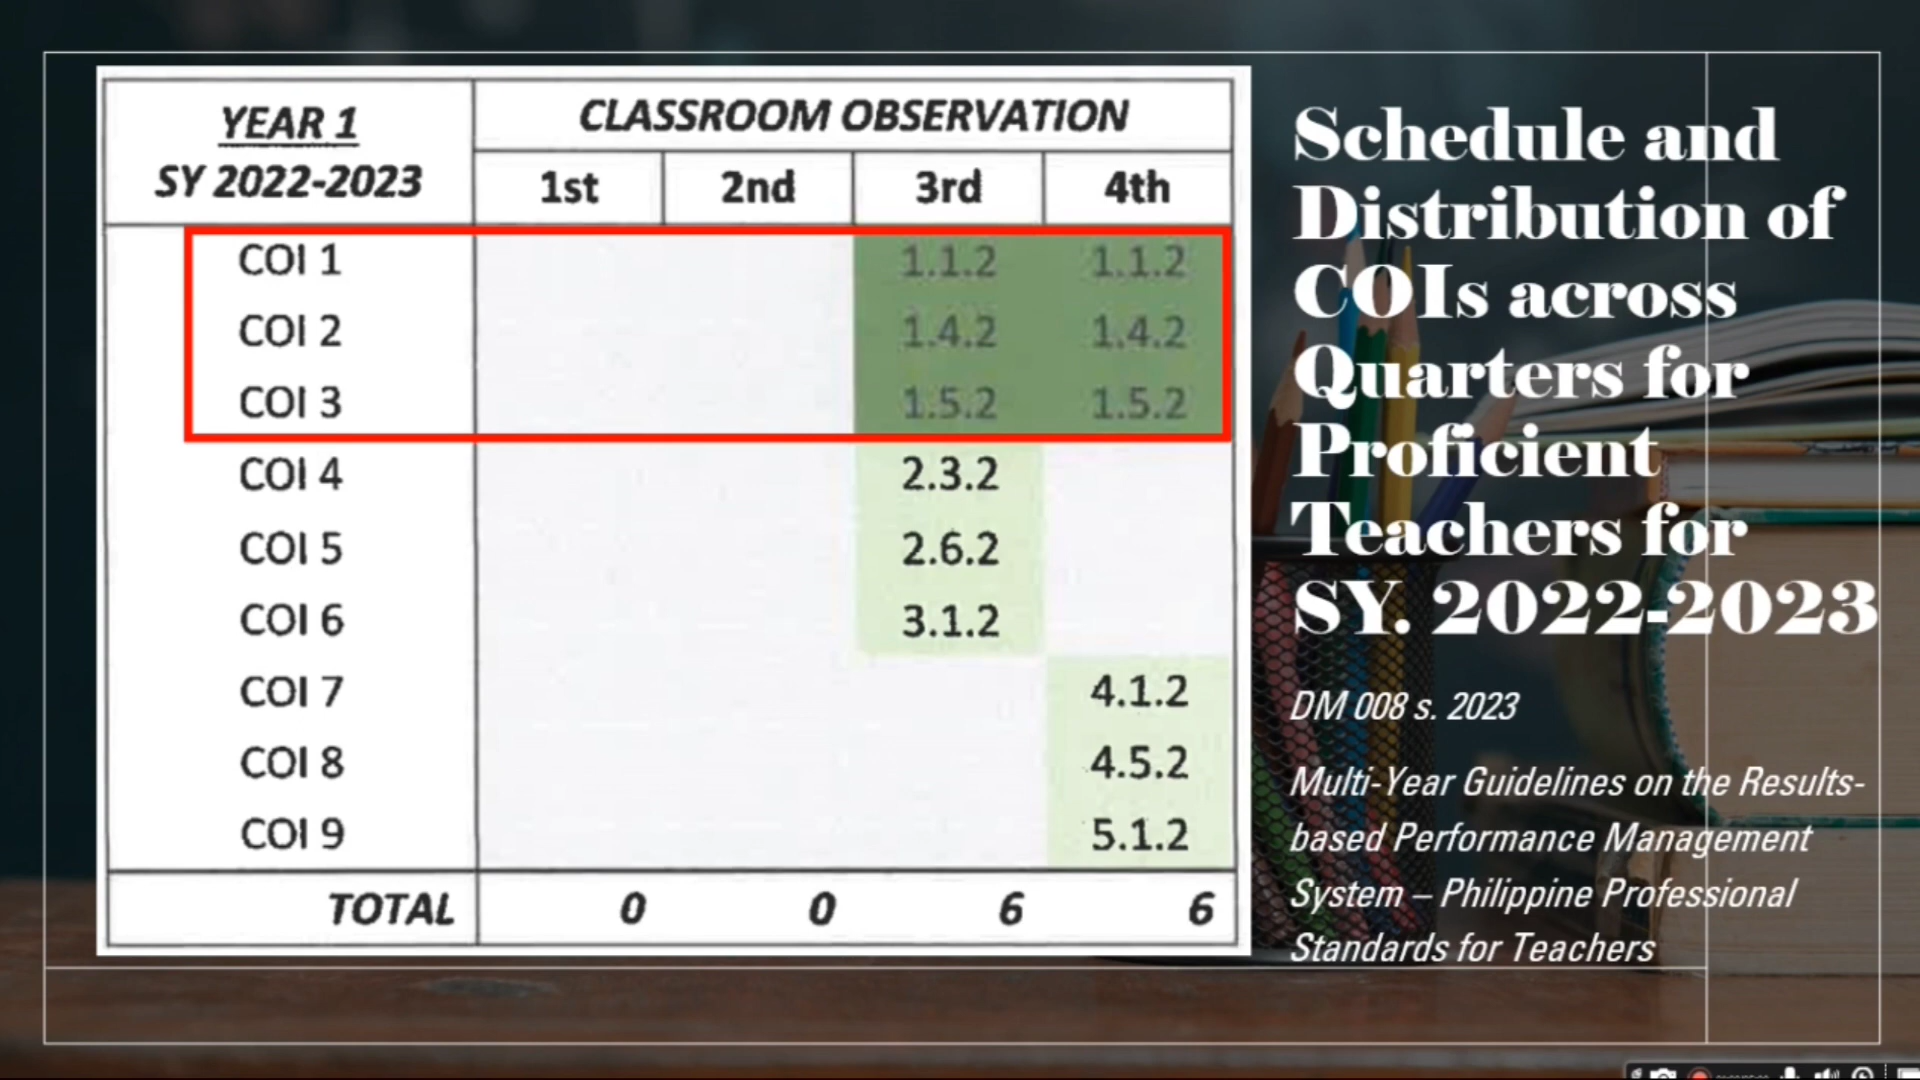 YEAR 1
SY 2022-2023
CLASSROOM OBSERVATION
1st 2nd 3rd 4th
COI 1 1.1.2 1.1.2
COI 2 1.4.2 1.4.2
COI 3 1.5.2 1.5.2
COI 4 2.3.2
COI 5 2.6.2
COI 6 3.1.2
COI 7 4.1.2
COI 8 4.5.2
COI 9 5.1.2
TOTAL 0 0 6 6
Schedule and
Distribution of
COIs across
Quarters for
Proficient
Teachers for
SY. 2022-2023
DM 008 s. 2023
Multi-Year Guidelines on the Results-
based Performance Management
System – Philippine Professional
Standards for Teachers